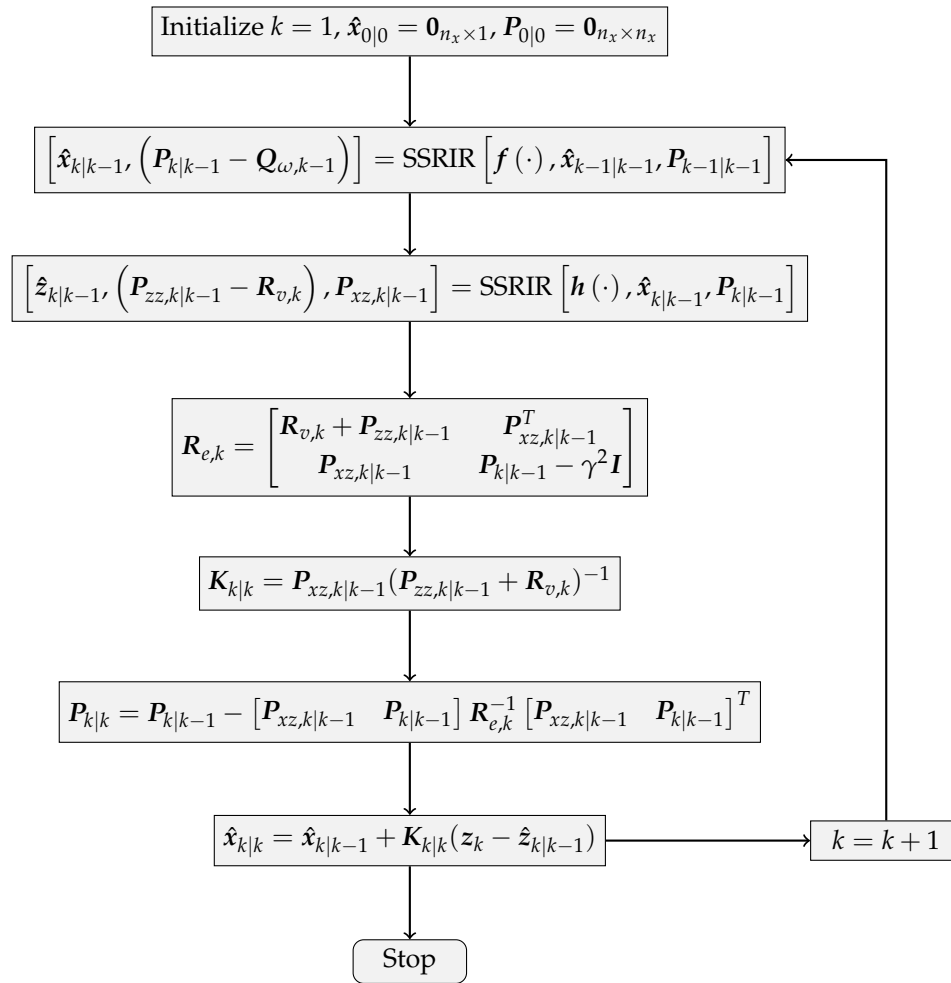 Initialize k = 1, x̂_{0|0} = 0_{n_x×1}, P_{0|0} = 0_{n_x×n_x}
[x̂_{k|k−1}, (P_{k|k−1} − Q_{ω,k−1})] = SSRIR [f (·) , x̂_{k−1|k−1}, P_{k−1|k−1}]
[ẑ_{k|k−1}, (P_{zz,k|k−1} − R_{v,k}) , P_{xz,k|k−1}] = SSRIR [h (·) , x̂_{k|k−1}, P_{k|k−1}]
R_{e,k} = [R_{v,k} + P_{zz,k|k−1} P^T_{xz,k|k−1}
P_{xz,k|k−1} P_{k|k−1} − γ²I]
K_{k|k} = P_{xz,k|k−1}(P_{zz,k|k−1} + R_{v,k})^{−1}
P_{k|k} = P_{k|k−1} − [P_{xz,k|k−1} P_{k|k−1}] R^{−1}_{e,k} [P_{xz,k|k−1} P_{k|k−1}]^T
x̂_{k|k} = x̂_{k|k−1} + K_{k|k}(z_k − ẑ_{k|k−1})
k = k + 1
Stop